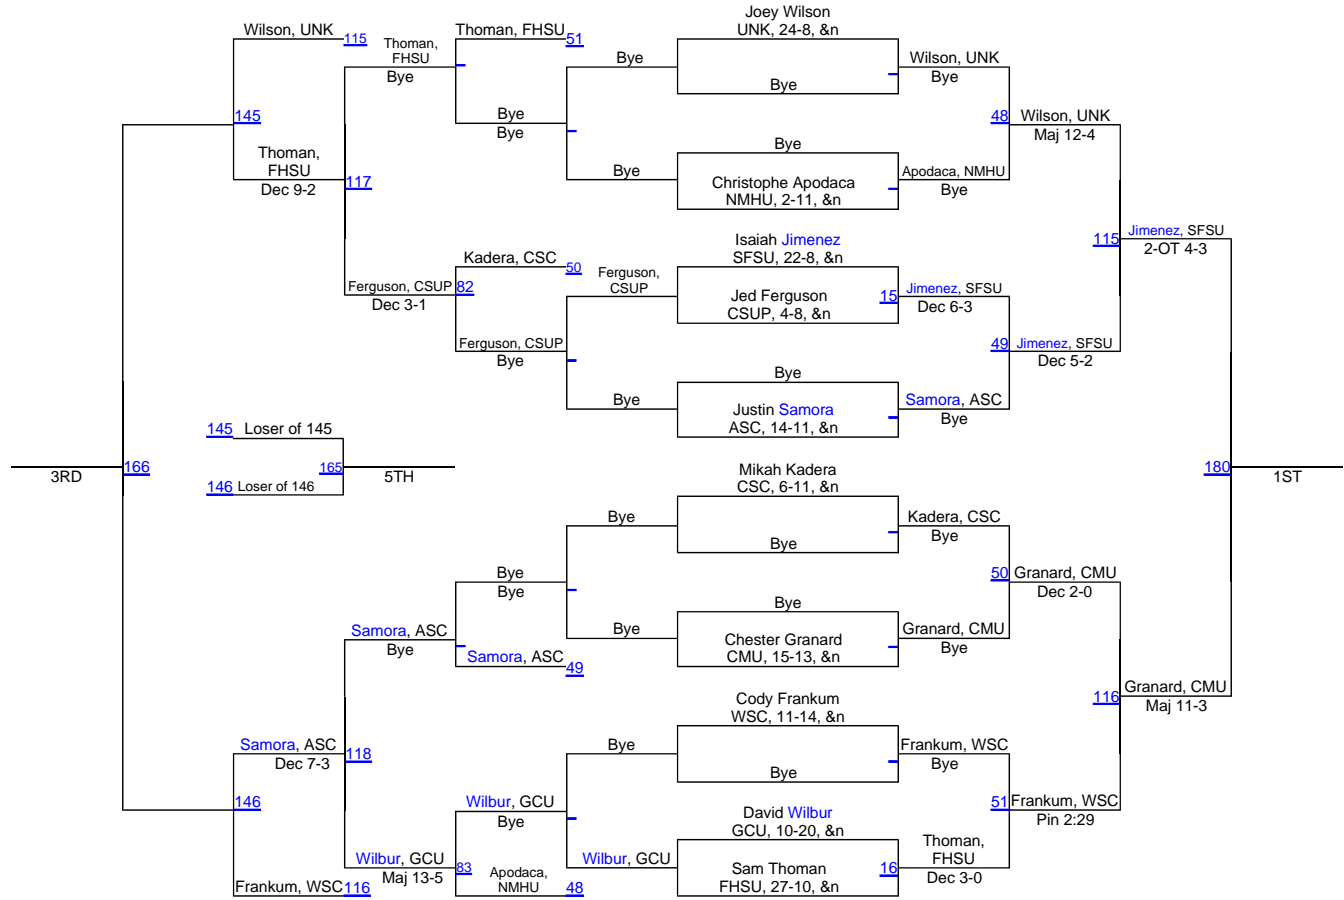 Joey Wilson
UNK, 24-8, &n
Wilson, UNK
115
Thoman,
FHSU
Bye
Thoman, FHSU
51
Bye
Bye
Wilson, UNK
Bye
145
Bye
Bye
48
Wilson, UNK
Maj 12-4
Thoman,
FHSU
Dec 9-2
117
Bye
Bye
Christophe Apodaca
NMHU, 2-11, &n
Apodaca, NMHU
Bye
Isaiah Jimenez
SFSU, 22-8, &n
115
Jimenez, SFSU
2-OT 4-3
Kadera, CSC
50
Ferguson, CSUP
82
Dec 3-1
Ferguson,
CSUP
Jed Ferguson
CSUP, 4-8, &n
15
Jimenez, SFSU
Dec 6-3
Ferguson, CSUP
Bye
49
Jimenez, SFSU
Dec 5-2
Bye
Bye
Justin Samora
ASC, 14-11, &n
Samora, ASC
Bye
145
Loser of 145
3RD
166
165
5TH
146
Loser of 146
180
1ST
Mikah Kadera
CSC, 6-11, &n
Bye
Bye
Kadera, CSC
Bye
Bye
Bye
50
Granard, CMU
Dec 2-0
Bye
Samora, ASC
Bye
Samora, ASC
49
Bye
Chester Granard
CMU, 15-13, &n
Granard, CMU
Bye
Cody Frankum
WSC, 11-14, &n
116
Granard, CMU
Maj 11-3
Samora, ASC
Dec 7-3
118
Bye
Bye
Frankum, WSC
Bye
146
Wilbur, GCU
Bye
51
Frankum, WSC
Pin 2:29
David Wilbur
GCU, 10-20, &n
Wilbur, GCU
Maj 13-5
83
Wilbur, GCU
Sam Thoman
FHSU, 27-10, &n
16
Thoman,
FHSU
Dec 3-0
Frankum, WSC
116
Apodaca,
NMHU
48